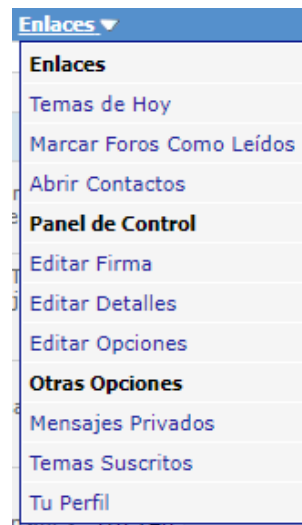 Enlaces
Enlaces
Temas de Hoy
Marcar Foros Como Leídos
Abrir Contactos
Panel de Control
Editar Firma
Editar Detalles
Editar Opciones
Otras Opciones
Mensajes Privados
Temas Suscritos
Tu Perfil